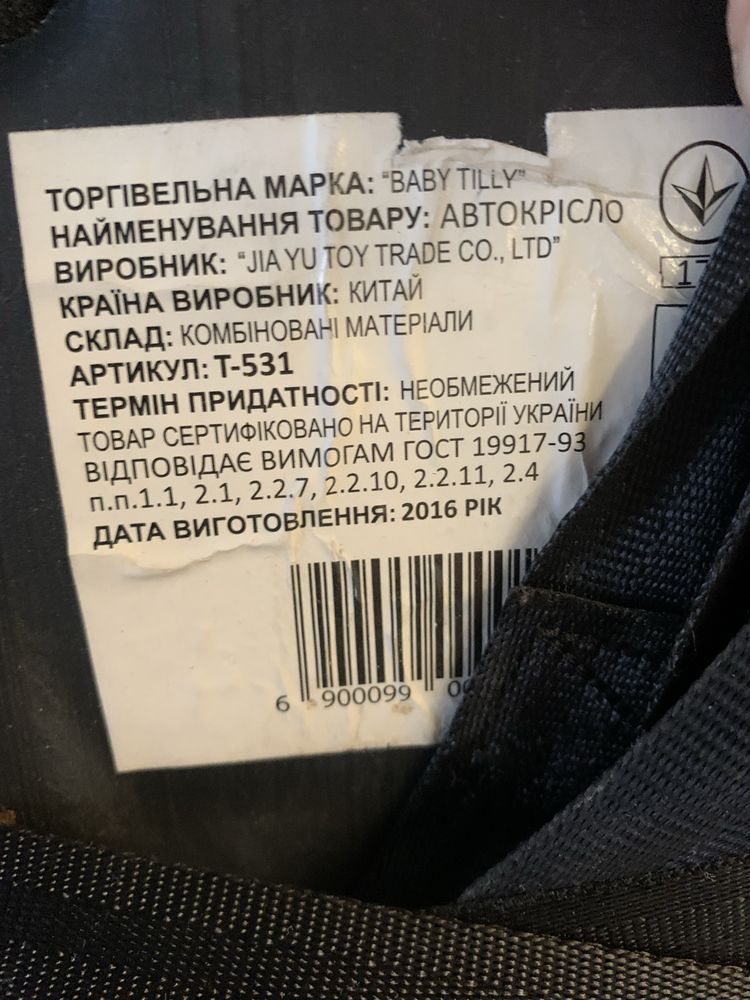 ТОРГІВЕЛЬНА МАРКА: "BABY TILLY"
НАЙМЕНУВАННЯ ТОВАРУ: АВТОКРІСЛО
ВИРОБНИК: "JIA YU TOY TRADE CO., LTD"
КРАЇНА ВИРОБНИК: КИТАЙ
СКЛАД: КОМБІНОВАНІ МАТЕРІАЛИ
АРТИКУЛ: Т-531
ТЕРМІН ПРИДАТНОСТІ: НЕОБМЕЖЕНИЙ
ТОВАР СЕРТИФІКОВАНО НА ТЕРИТОРІЇ УКРАЇНИ
ВІДПОВІДАЄ ВИМОГАМ ГОСТ 19917-93
п.п.1.1, 2.1, 2.2.7, 2.2.10, 2.2.11, 2.4
ДАТА ВИГОТОВЛЕННЯ: 2016 РІК
6 900099